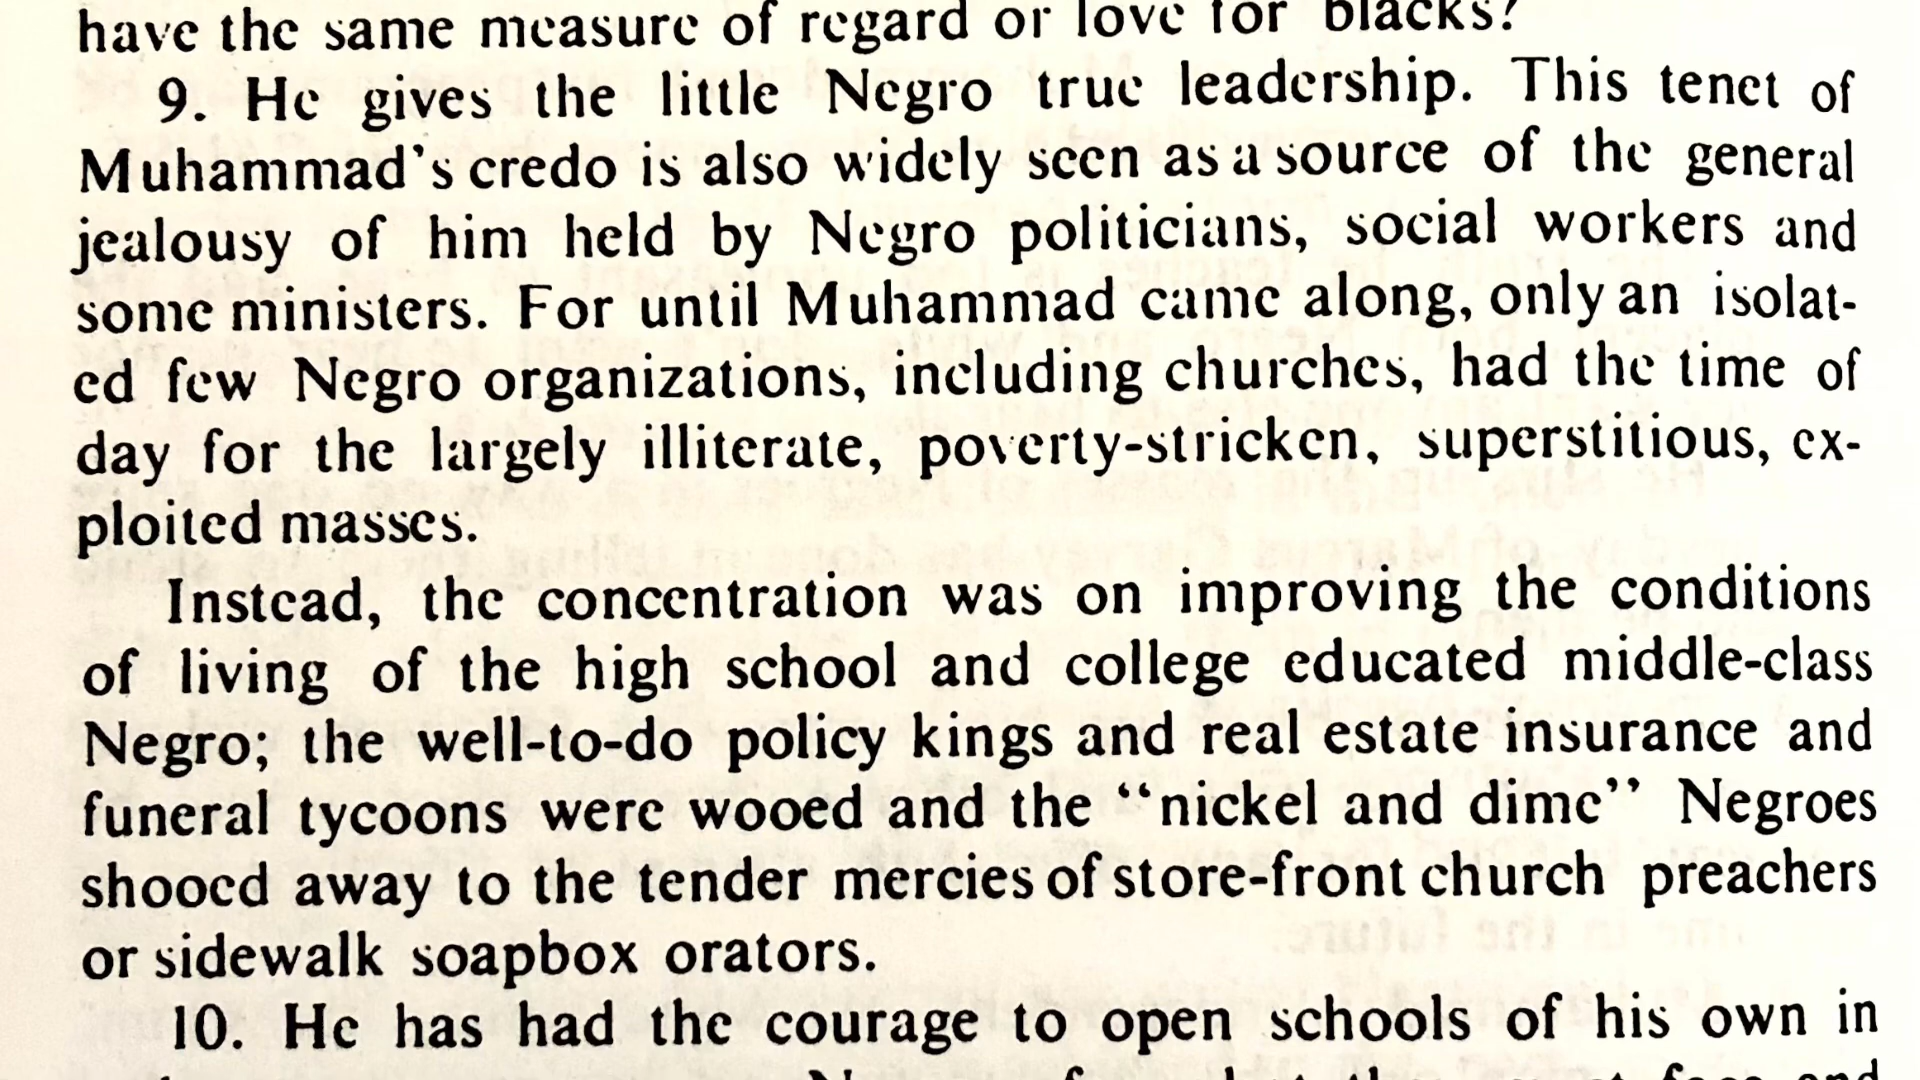 have the same measure of regard or love for blacks?
9. He gives the little Negro true leadership. This tenet of
Muhammad's credo is also widely seen as a source of the general
jealousy of him held by Negro politicians, social workers and
some ministers. For until Muhammad came along, only an isolat-
ed few Negro organizations, including churches, had the time of
day for the largely illiterate, poverty-stricken, superstitious, ex-
ploited masses.
Instead, the concentration was on improving the conditions
of living of the high school and college educated middle-class
Negro; the well-to-do policy kings and real estate insurance and
funeral tycoons were wooed and the "nickel and dime" Negroes
shooed away to the tender mercies of store-front church preachers
or sidewalk soapbox orators.
10. He has had the courage to open schools of his own in